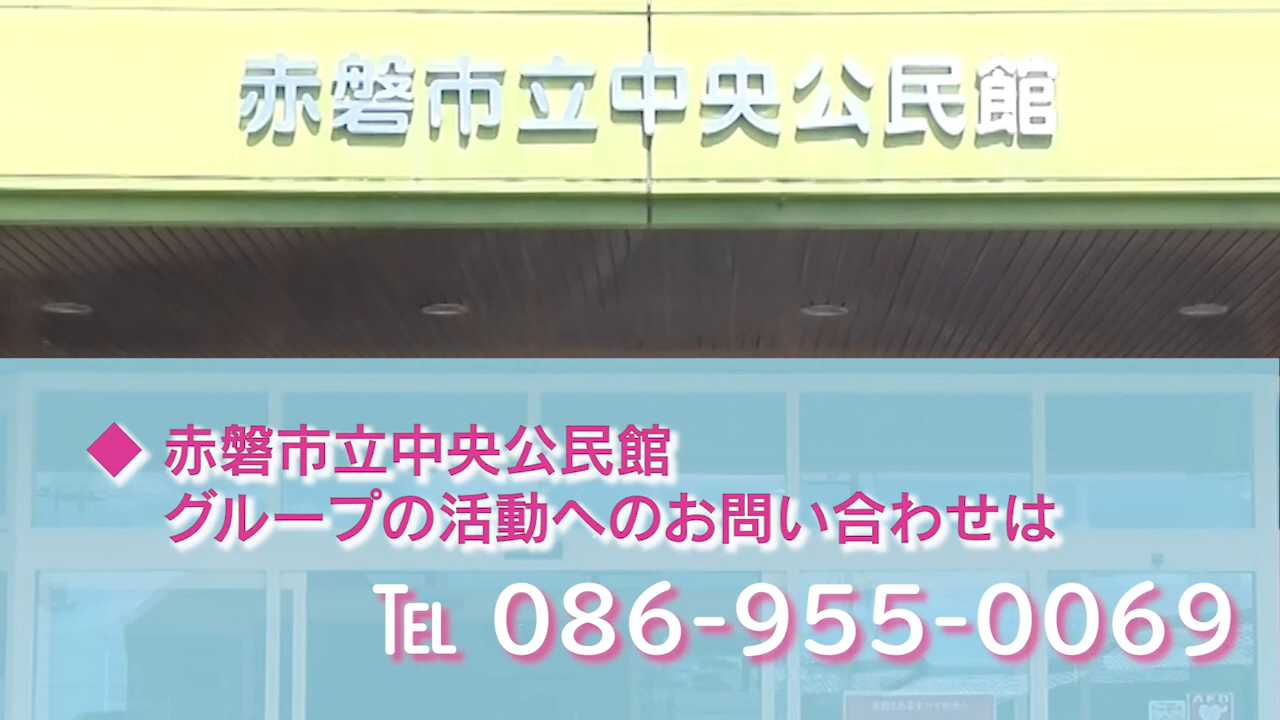 赤磐市立中央公民館
◆ 赤磐市立中央公民館
グループの活動へのお問い合わせは
℡ 086-955-0069
AED